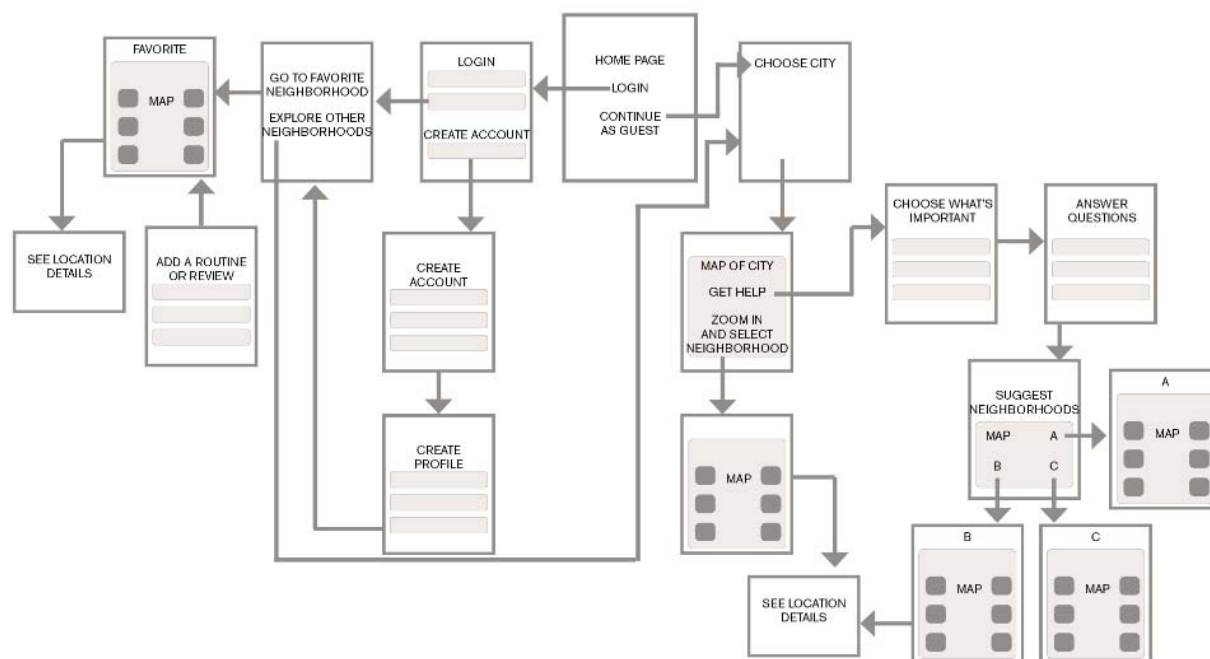 FAVORITE
MAP
GO TO FAVORITE
NEIGHBORHOOD
EXPLORE OTHER
NEIGHBORHOODS
LOGIN
CREATE ACCOUNT
HOME PAGE
LOGIN
CONTINUE
AS GUEST
CHOOSE CITY
SEE LOCATION
DETAILS
ADD A ROUTINE
OR REVIEW
CREATE
ACCOUNT
CREATE
PROFILE
MAP OF CITY
GET HELP
ZOOM IN
AND SELECT
NEIGHBORHOOD
CHOOSE WHAT'S
IMPORTANT
ANSWER
QUESTIONS
SUGGEST
NEIGHBORHOODS
MAP A
B C
A
MAP
MAP
B
MAP
C
MAP
SEE LOCATION
DETAILS